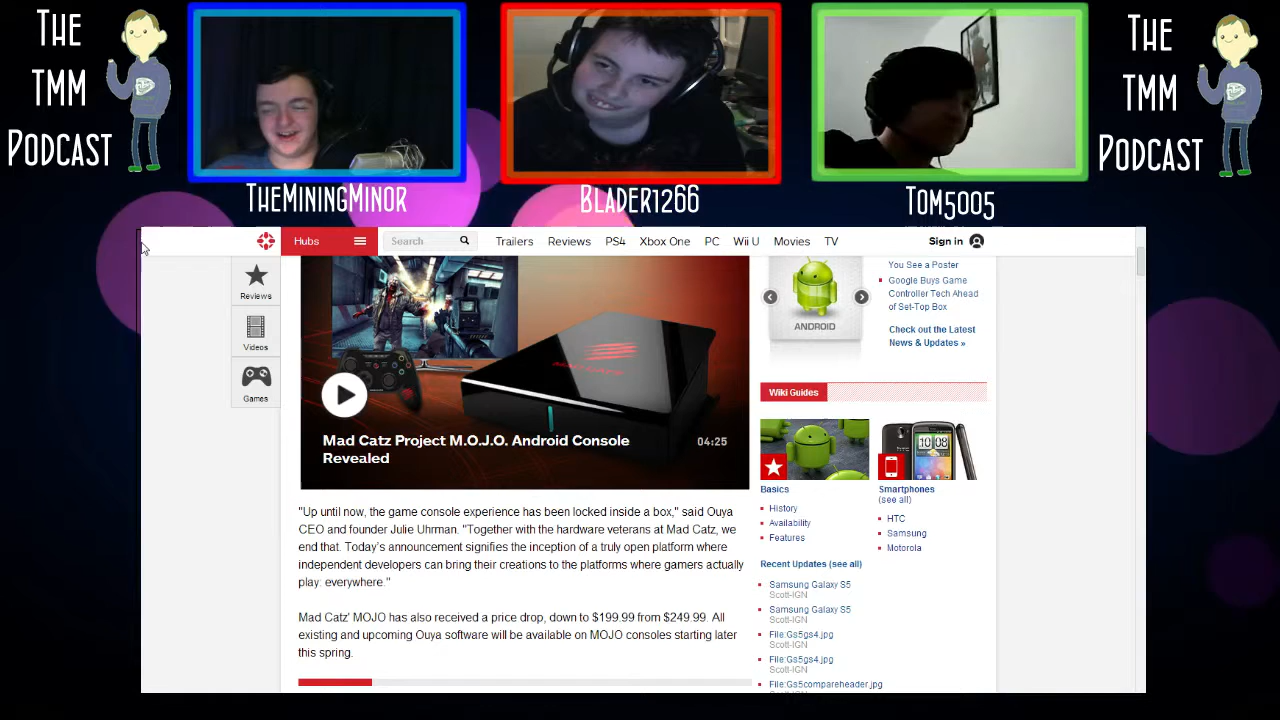 The
TMM
Podcast
The
TMM
Podcast
TheMiningMinor
Blader1266
Tom5005
Hubs
Search
Trailers
Reviews
PS4
Xbox One
PC
Wii U
Movies
TV
Sign in
Reviews
Videos
Games
Mad Catz Project M.O.J.O. Android Console
Revealed
04:25
"Up until now, the game console experience has been locked inside a box," said Ouya
CEO and founder Julie Uhrman. "Together with the hardware veterans at Mad Catz, we
end that. Today's announcement signifies the inception of a truly open platform where
independent developers can bring their creations to the platforms where gamers actually
play: everywhere."
Mad Catz' MOJO has also received a price drop, down to $199.99 from $249.99. All
existing and upcoming Ouya software will be available on MOJO consoles starting later
this spring.
ANDROID
You See a Poster
Google Buys Game
Controller Tech Ahead
of Set-Top Box
Check out the Latest
News & Updates »
Wiki Guides
Basics
History
Availability
Features
Smartphones
(see all)
HTC
Samsung
Motorola
Recent Updates (see all)
Samsung Galaxy S5
Scott-IGN
Samsung Galaxy S5
Scott-IGN
File:Gs5gs4.jpg
Scott-IGN
File:Gs5gs4.jpg
Scott-IGN
File:Gs5compareheader.jpg